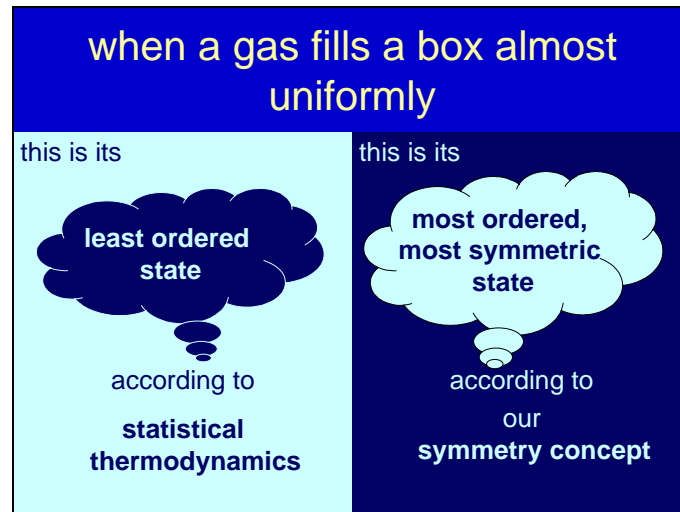 when a gas fills a box almost
uniformly
this is its
least ordered
state
according to
statistical
thermodynamics
this is its
most ordered,
most symmetric
state
according to
our
symmetry concept